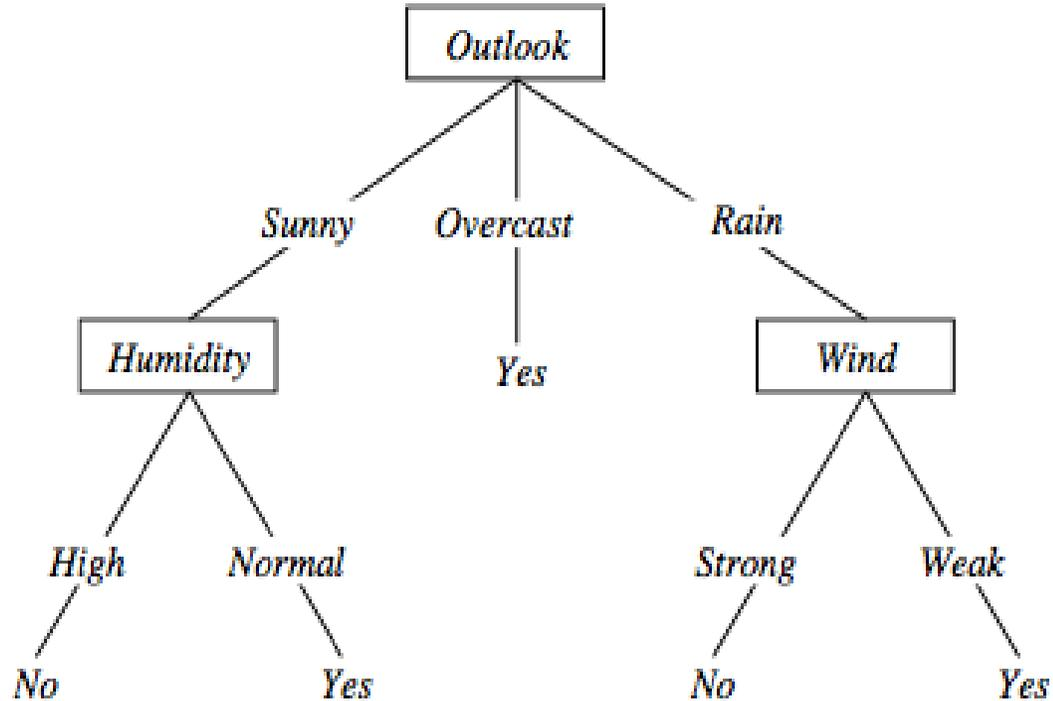 Outlook
Sunny Overcast Rain
Humidity Yes Wind
High Normal Strong Weak
No Yes No Yes